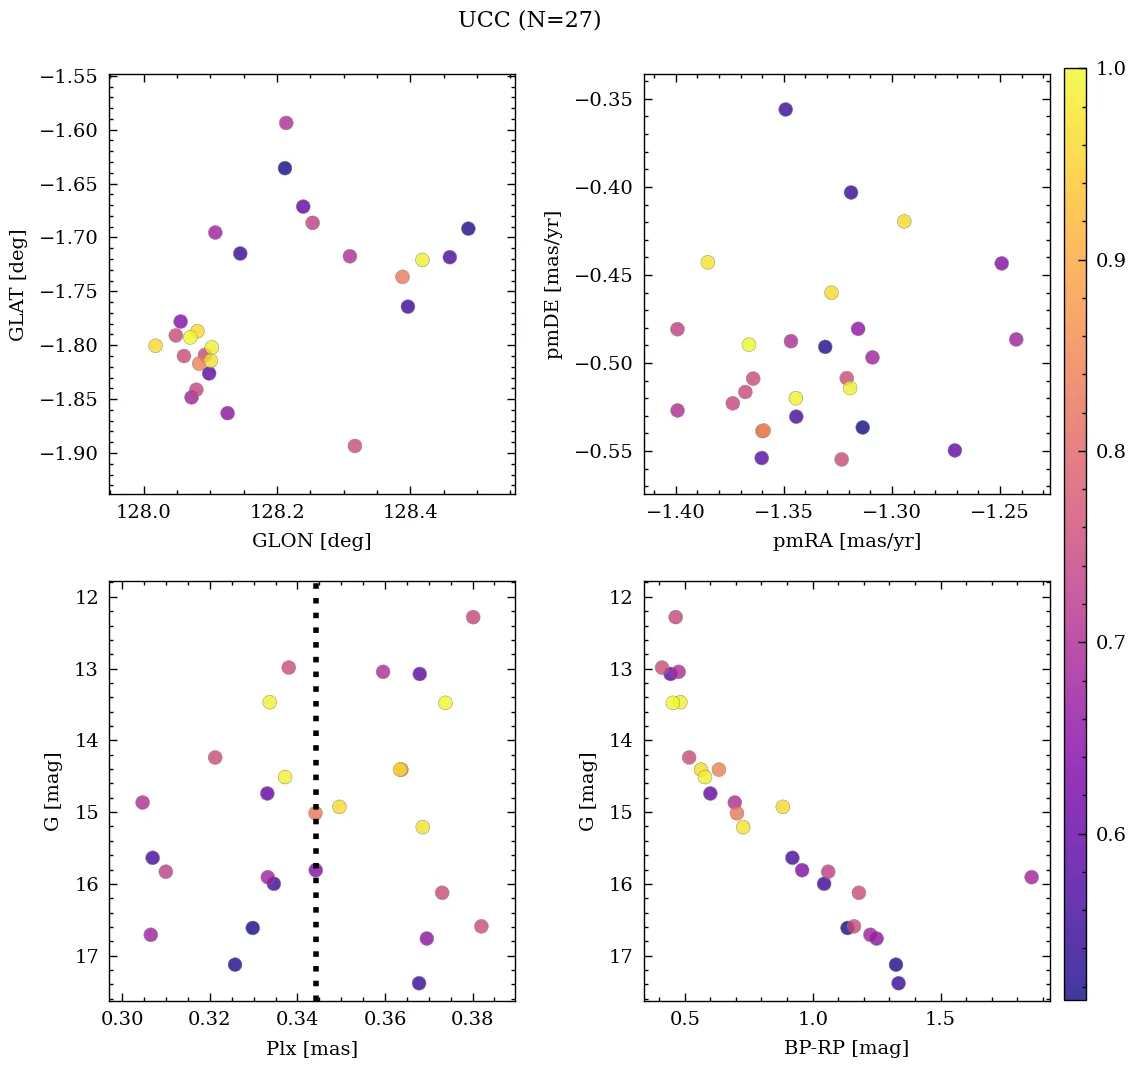 UCC (N=27)
−1.55
−1.60
−1.65
−1.70
−1.75
−1.80
−1.85
−1.90
GLAT [deg]
128.0 128.2 128.4
GLON [deg]
−0.35
−0.40
−0.45
−0.50
−0.55
pmDE [mas/yr]
−1.40 −1.35 −1.30 −1.25
pmRA [mas/yr]
12
13
14
15
16
17
G [mag]
0.30 0.32 0.34 0.36 0.38
Plx [mas]
12
13
14
15
16
17
G [mag]
0.5 1.0 1.5
BP-RP [mag]
1.0
0.9
0.8
0.7
0.6